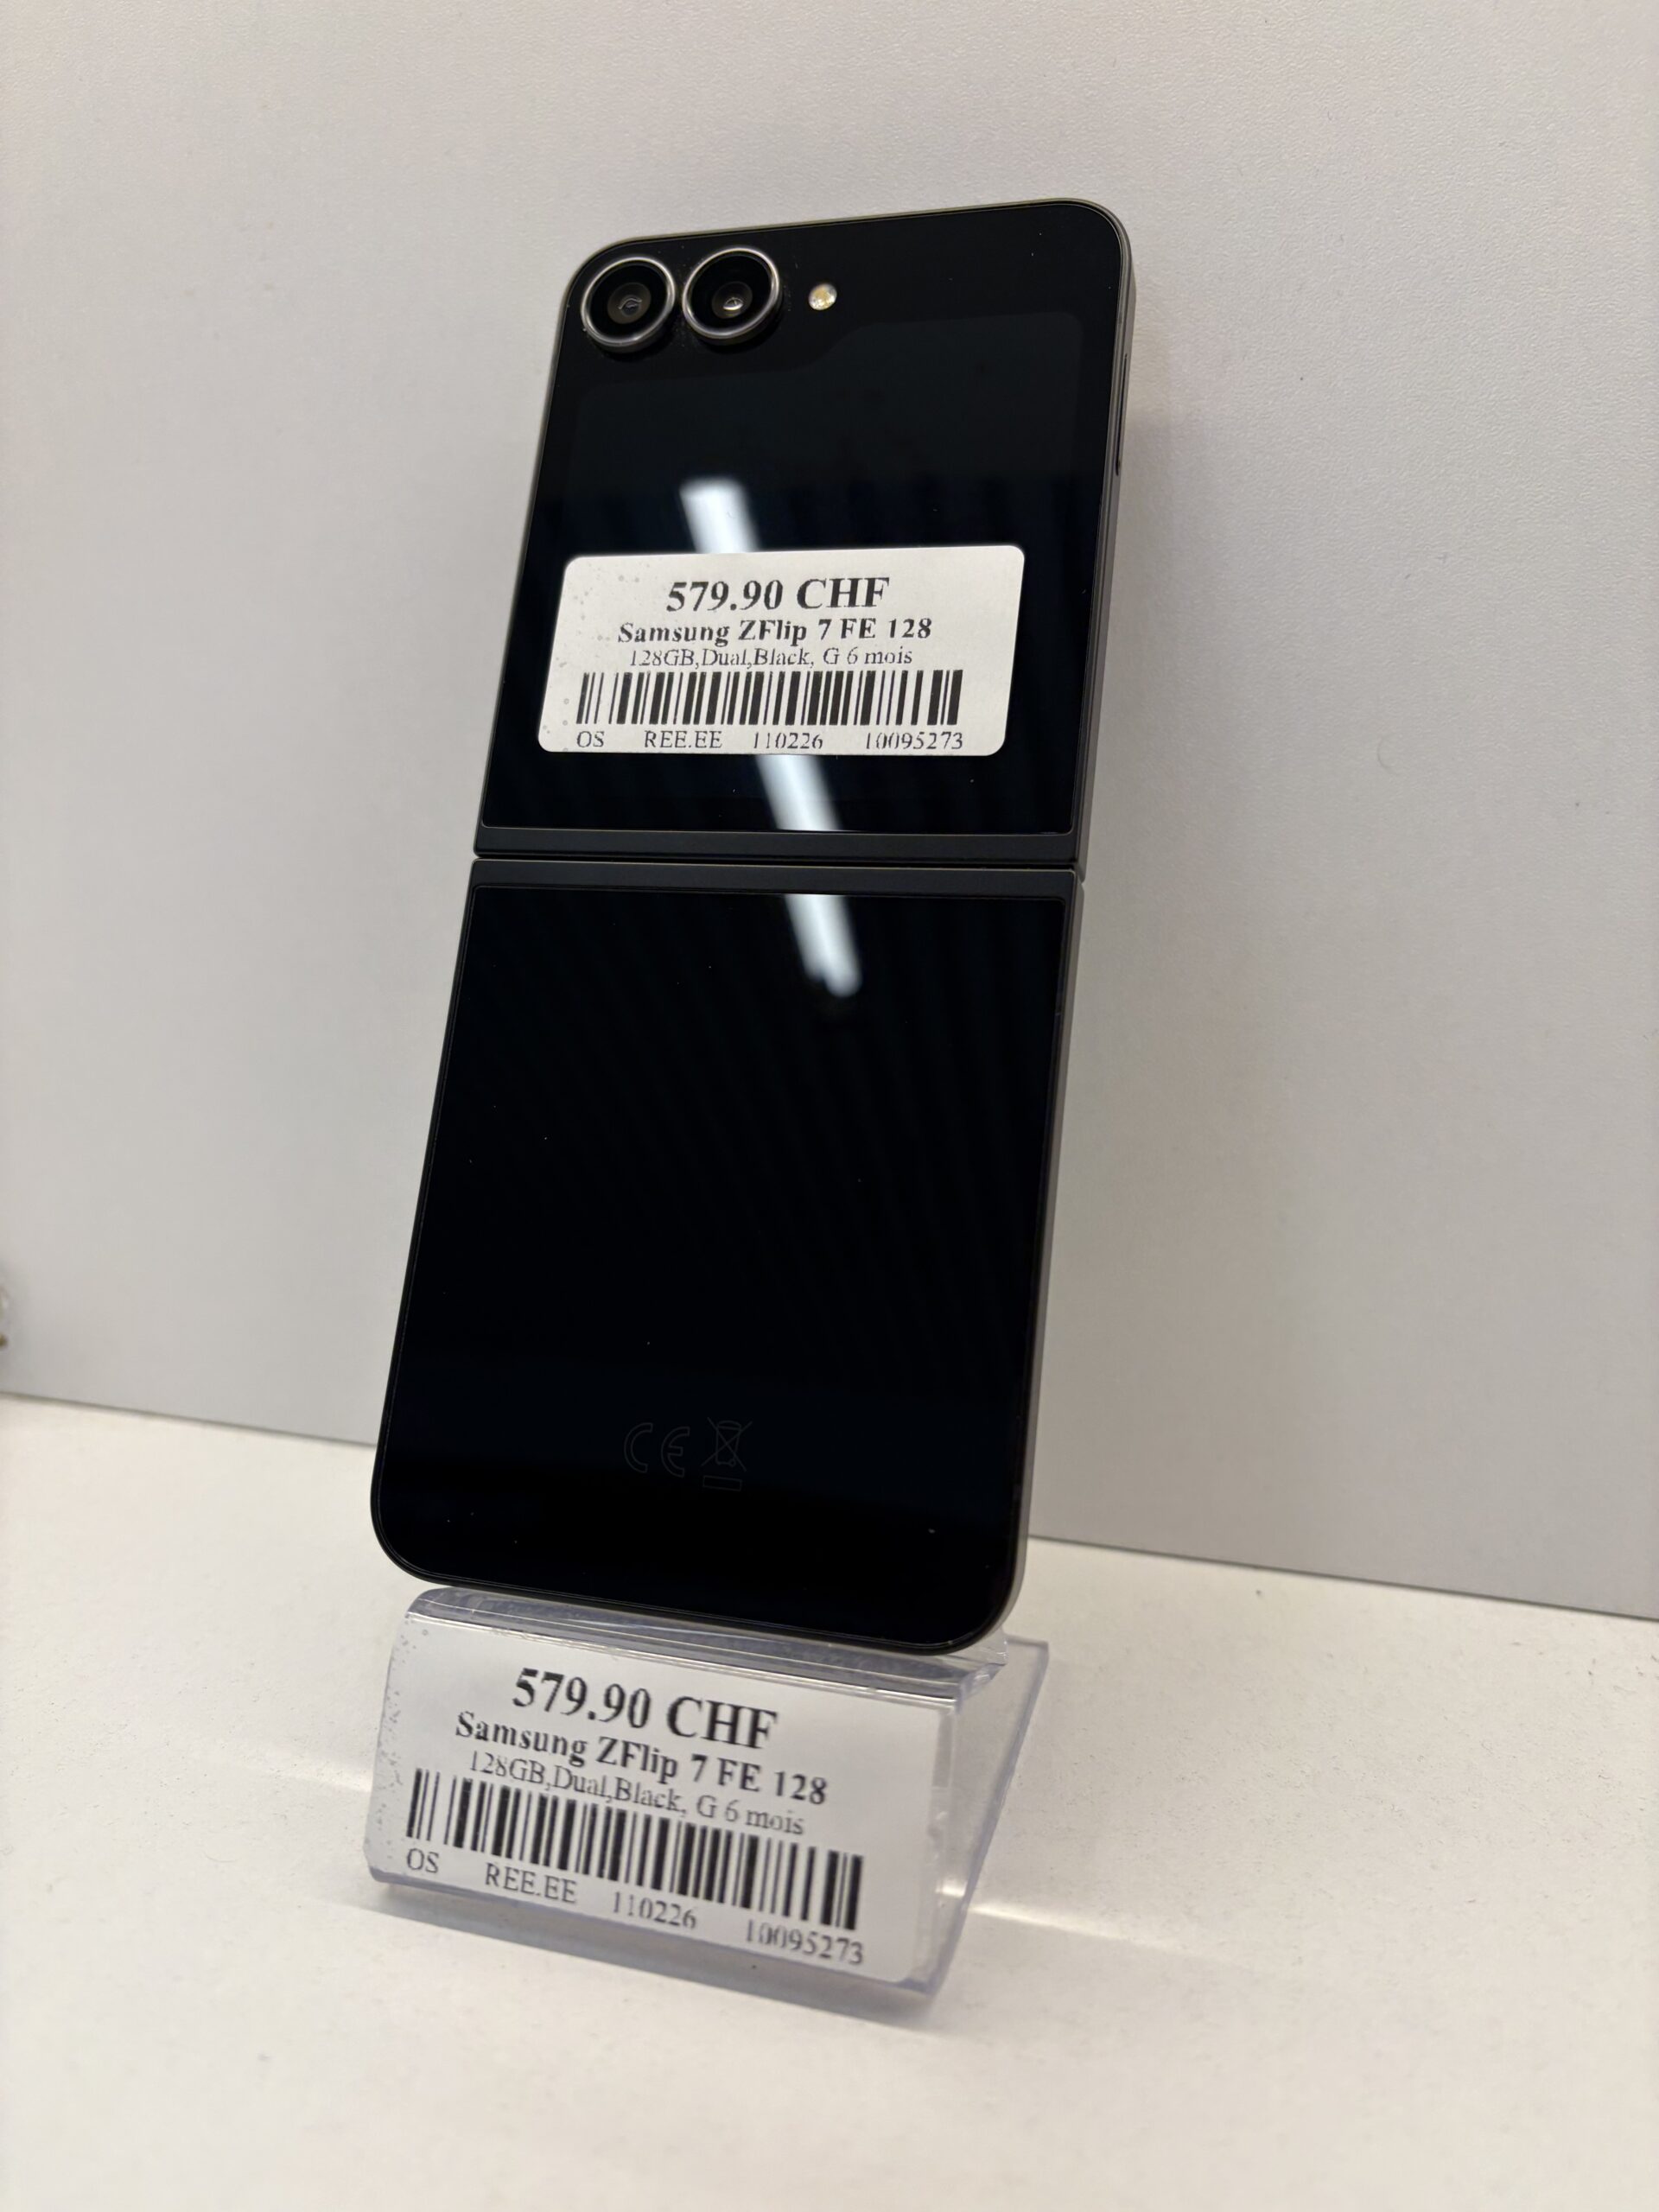 579.90 CHF
Samsung ZFlip 7 FE 128
128GB,Dual,Black, G 6 mois
OS REE.EE 110226 10095273
CE
579.90 CHF
Samsung ZFlip 7 FE 128
128GB,Dual,Black, G 6 mois
OS REE.EE 110226 10095273